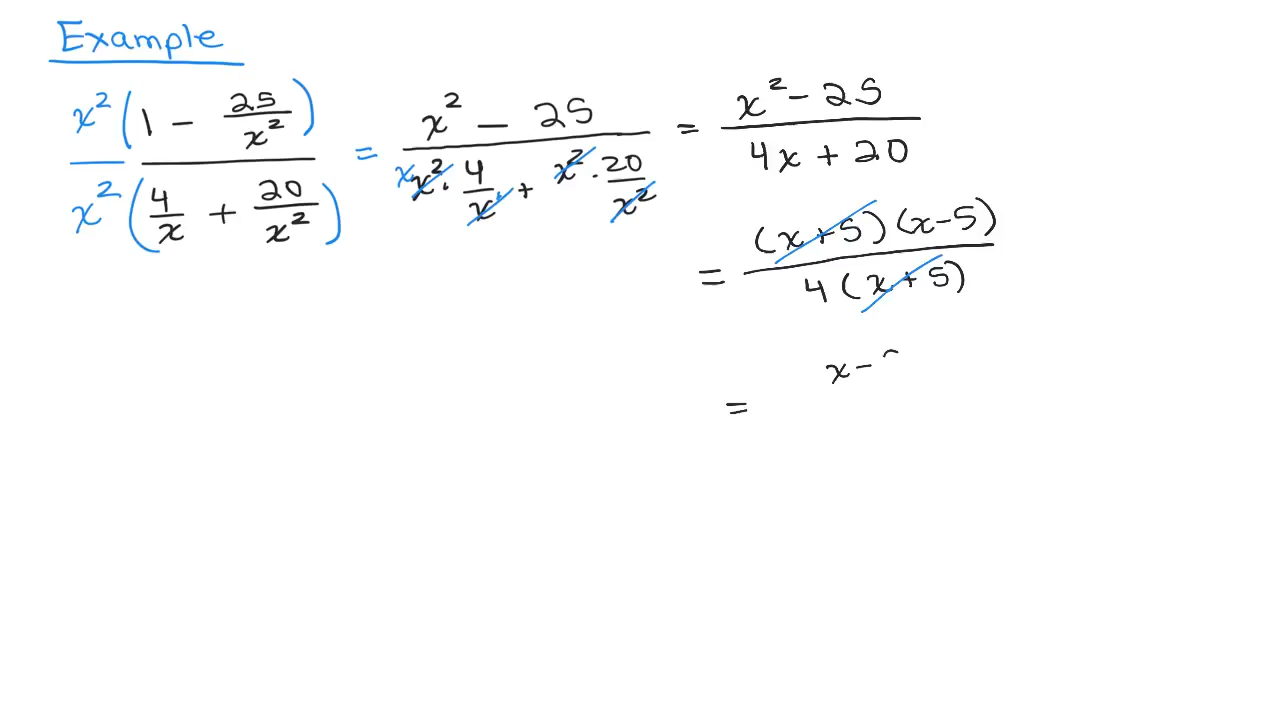 Example
x²(1 - 25/x²) / x²(4/x + 20/x²) = x² - 25 / x x² · 4/x + x² · 20/x² = x² - 25 / 4x + 20
= (x+5)(x-5) / 4(x+5)
= x -